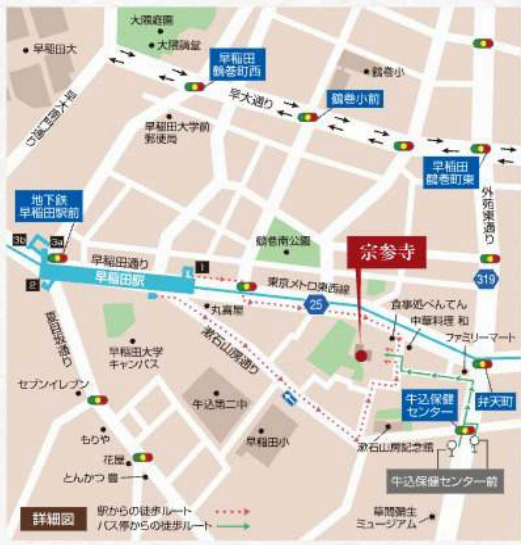 大隈庭園
大隈講堂
早稲田大
早稲田
鶴巻町西
鶴巻小
早大通り
鶴巻小前
早大南門通り
早稲田大学前
郵便局
早稲田
鶴巻町東
外苑東通り
地下鉄
早稲田駅前
3b
3a
早稲田通り
鶴巻南公園
宗参寺
319
1
2
早稲田駅
東京メトロ東西線
25
食事処べんてん
中華料理 和
ファミリーマート
丸喜屋
漱石山房通り
夏目坂通り
早稲田大学
キャンパス
セブンイレブン
牛込第二中
牛込保健
センター
弁天町
もりや
早稲田小
漱石山房記念館
花屋
とんかつ 豊
牛込保健センター前
詳細図
駅からの徒歩ルート
バス停からの徒歩ルート
草間彌生
ミュージアム